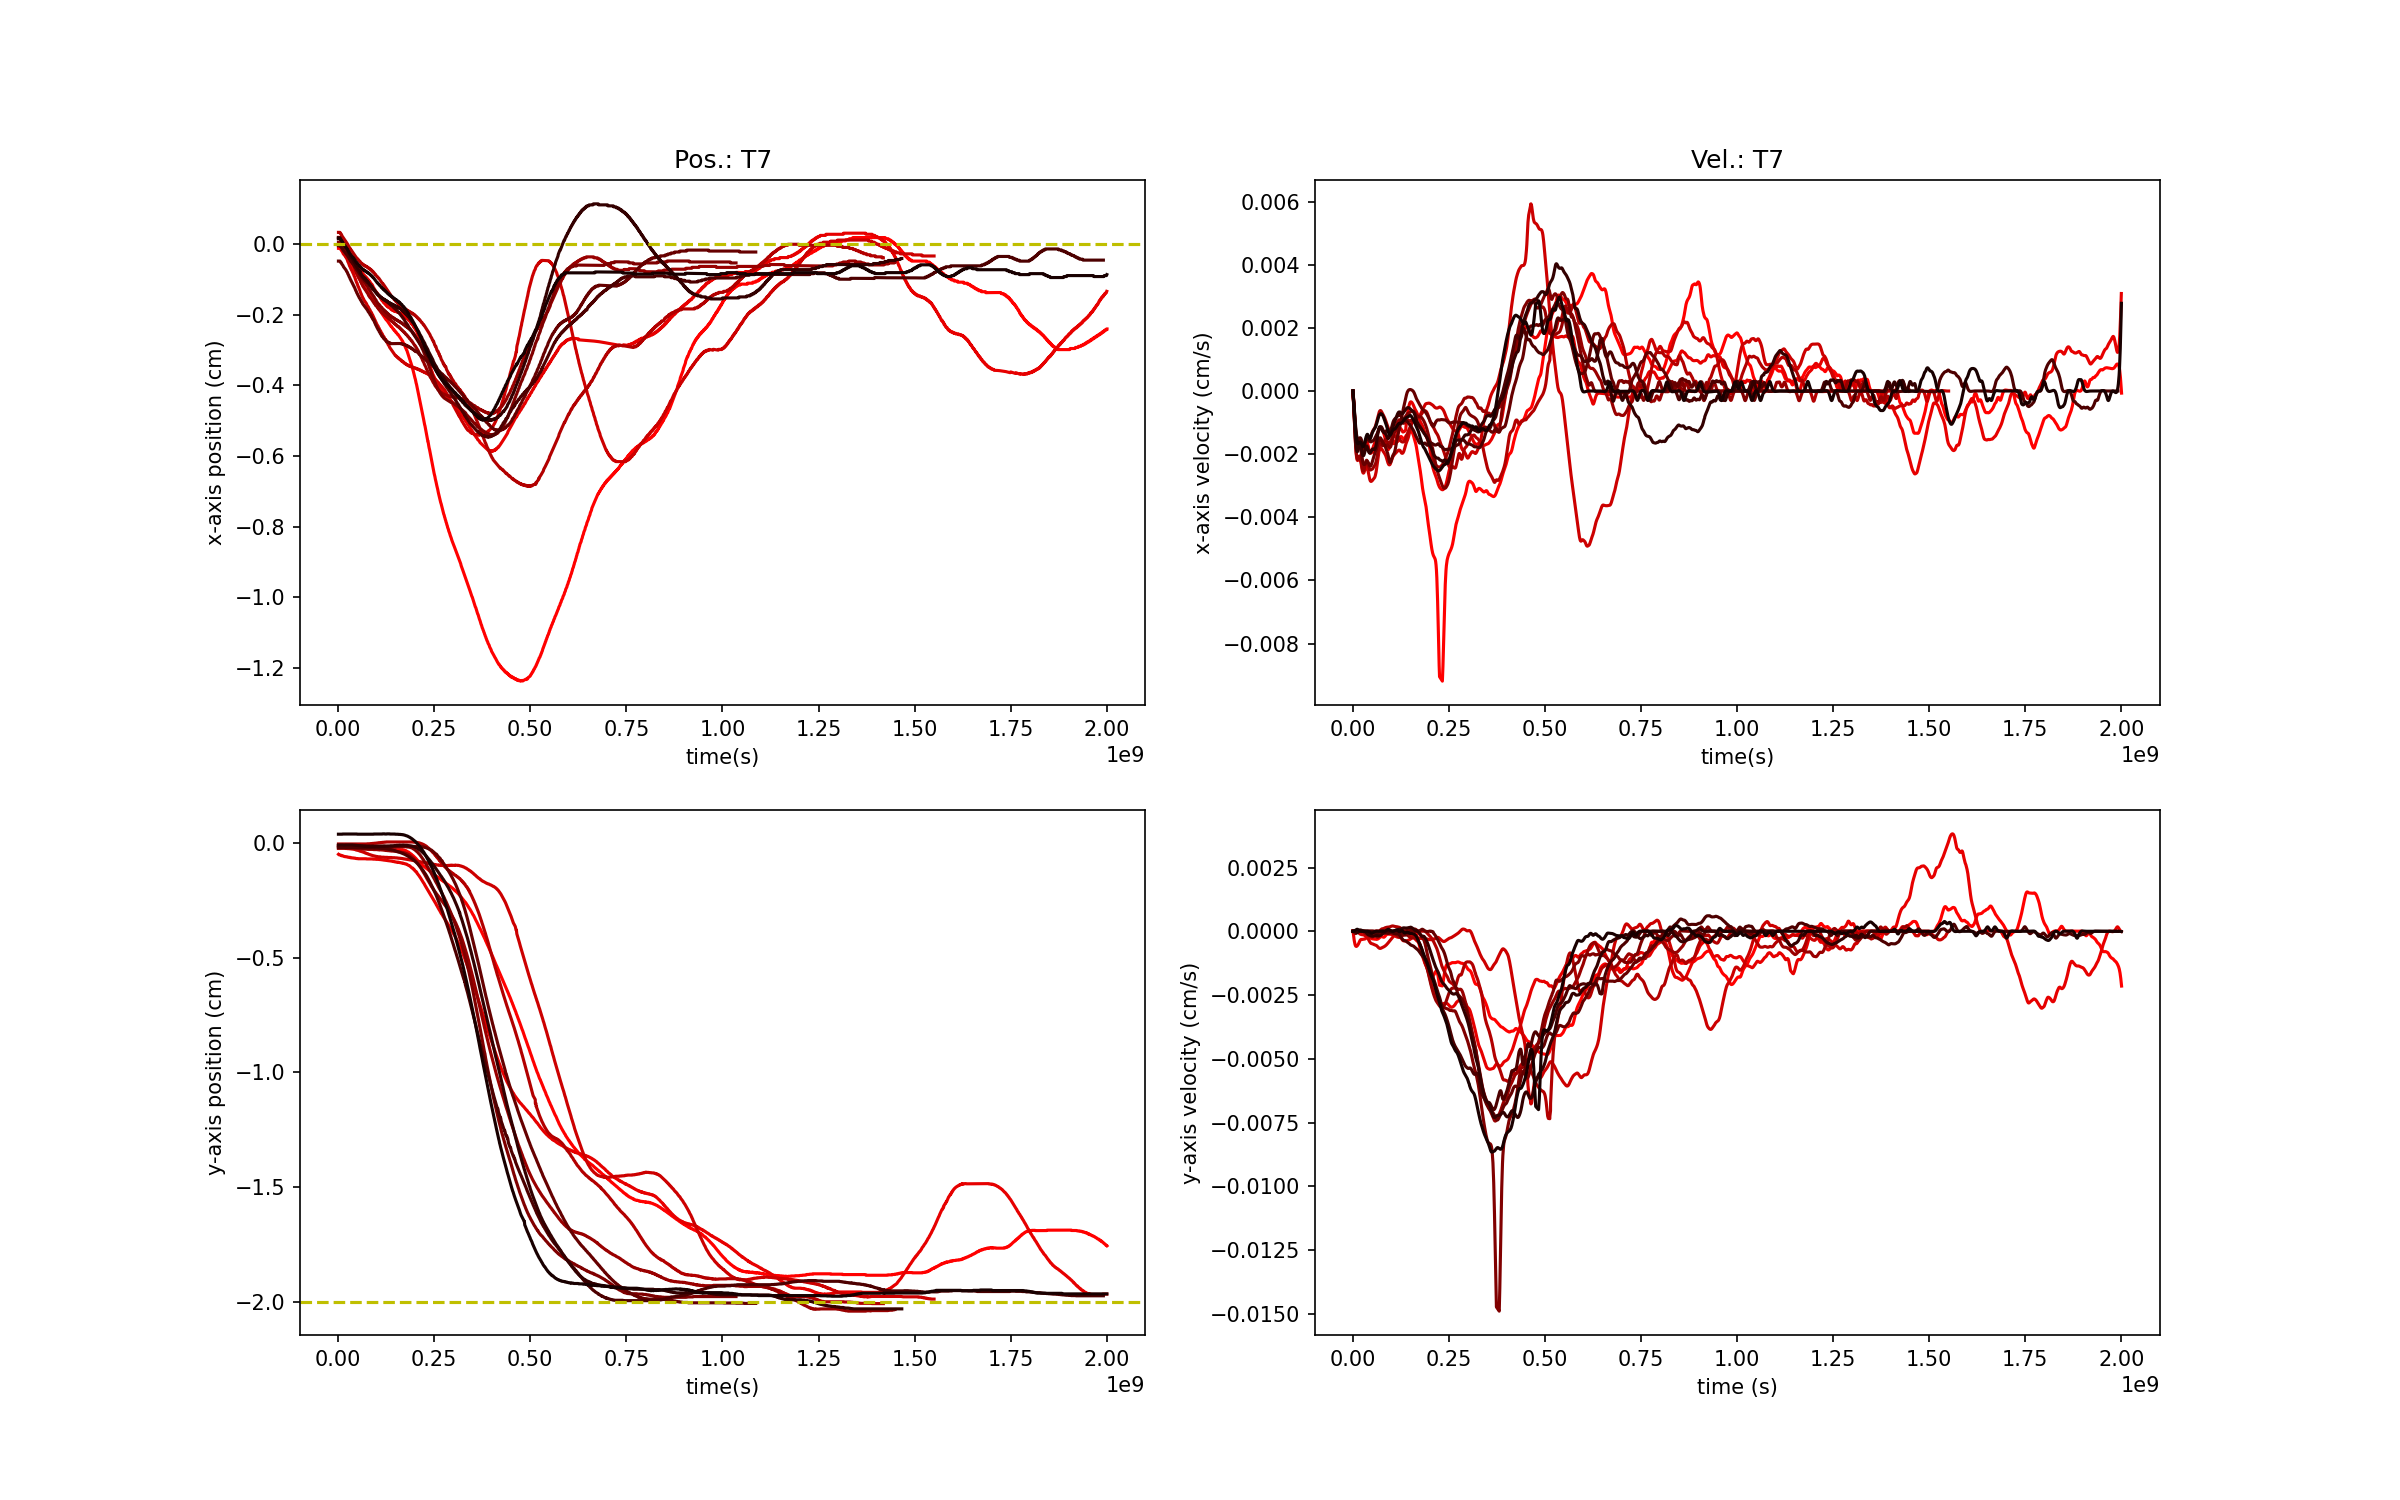 Pos.: T7
x-axis position (cm)
0.0
−0.2
−0.4
−0.6
−0.8
−1.0
−1.2
0.00 0.25 0.50 0.75 1.00 1.25 1.50 1.75 2.00
time(s)
1e9
Vel.: T7
x-axis velocity (cm/s)
0.006
0.004
0.002
0.000
−0.002
−0.004
−0.006
−0.008
0.00 0.25 0.50 0.75 1.00 1.25 1.50 1.75 2.00
time(s)
1e9
y-axis position (cm)
0.0
−0.5
−1.0
−1.5
−2.0
0.00 0.25 0.50 0.75 1.00 1.25 1.50 1.75 2.00
time(s)
1e9
y-axis velocity (cm/s)
0.0025
0.0000
−0.0025
−0.0050
−0.0075
−0.0100
−0.0125
−0.0150
0.00 0.25 0.50 0.75 1.00 1.25 1.50 1.75 2.00
time (s)
1e9